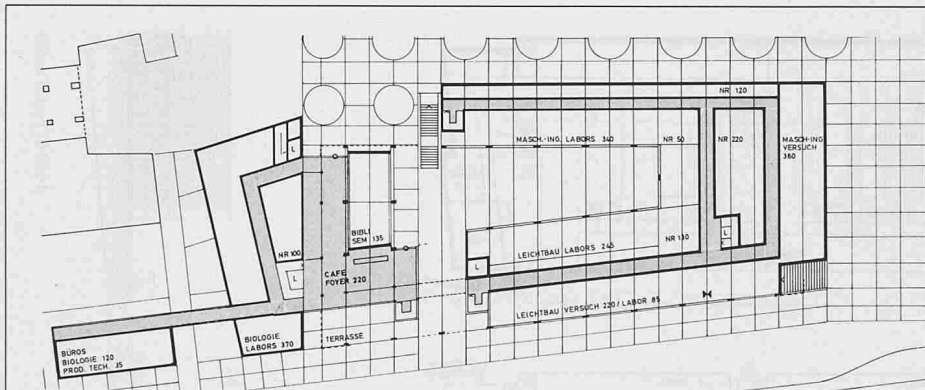 NR 120
MASCH.-ING. LABORS 340
NR 50
NR 220
MASCH-ING
VERSUCH
360
L
BIBLI
SEM 135
NR 100
L
CAFE
FOYER 220
L
LEICHTBAU LABORS 245
NR 130
L
LEICHTBAU VERSUCH 220 / LABOR 85
BIOLOGIE
LABORS 370
TERRASSE
BÜROS
BIOLOGIE 120
PROD. TECH. 35